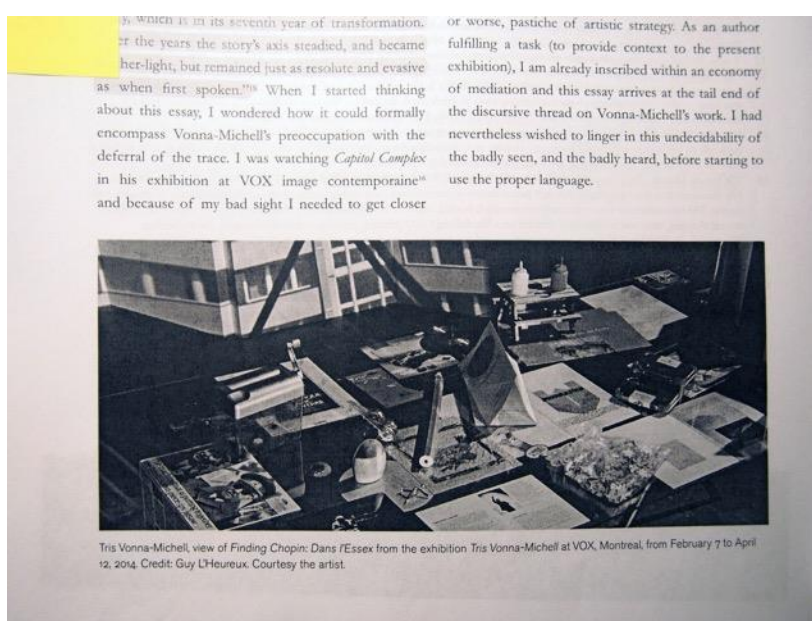 which is in its seventh year of transformation.
the years the story's axis steadied, and became
her-light, but remained just as resolute and evasive
as when first spoken." When I started thinking
about this essay, I wondered how it could formally
encompass Vonna-Michell's preoccupation with the
deferral of the trace. I was watching Capitol Complex
in his exhibition at VOX image contemporaine
and because of my bad sight I needed to get closer
or worse, pastiche of artistic strategy. As an author
fulfilling a task (to provide context to the present
exhibition), I am already inscribed within an economy
of mediation and this essay arrives at the tail end of
the discursive thread on Vonna-Michell's work. I had
nevertheless wished to linger in this undecidability of
the badly seen, and the badly heard, before starting to
use the proper language.
Tris Vonna-Michell, view of Finding Chopin: Dans l'Essex from the exhibition Tris Vonna-Michell at VOX, Montreal, from February 7 to April
12, 2014. Credit: Guy L'Heureux. Courtesy the artist.